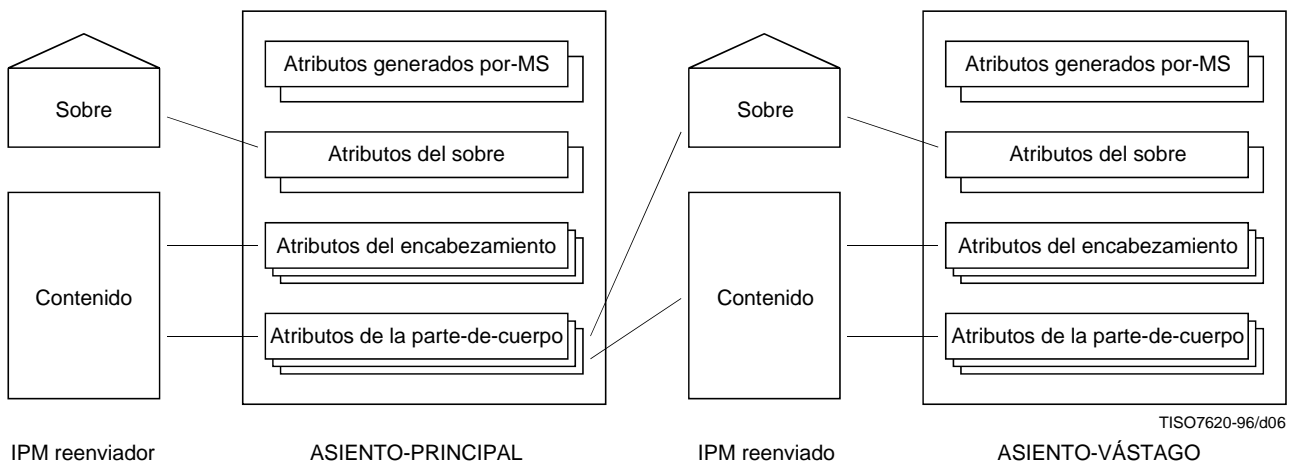 Sobre
Contenido
IPM reenviador
Atributos generados por-MS
Atributos del sobre
Atributos del encabezamiento
Atributos de la parte-de-cuerpo
ASIENTO-PRINCIPAL
Sobre
Contenido
IPM reenviado
Atributos generados por-MS
Atributos del sobre
Atributos del encabezamiento
Atributos de la parte-de-cuerpo
TISO7620-96/d06
ASIENTO-VÁSTAGO